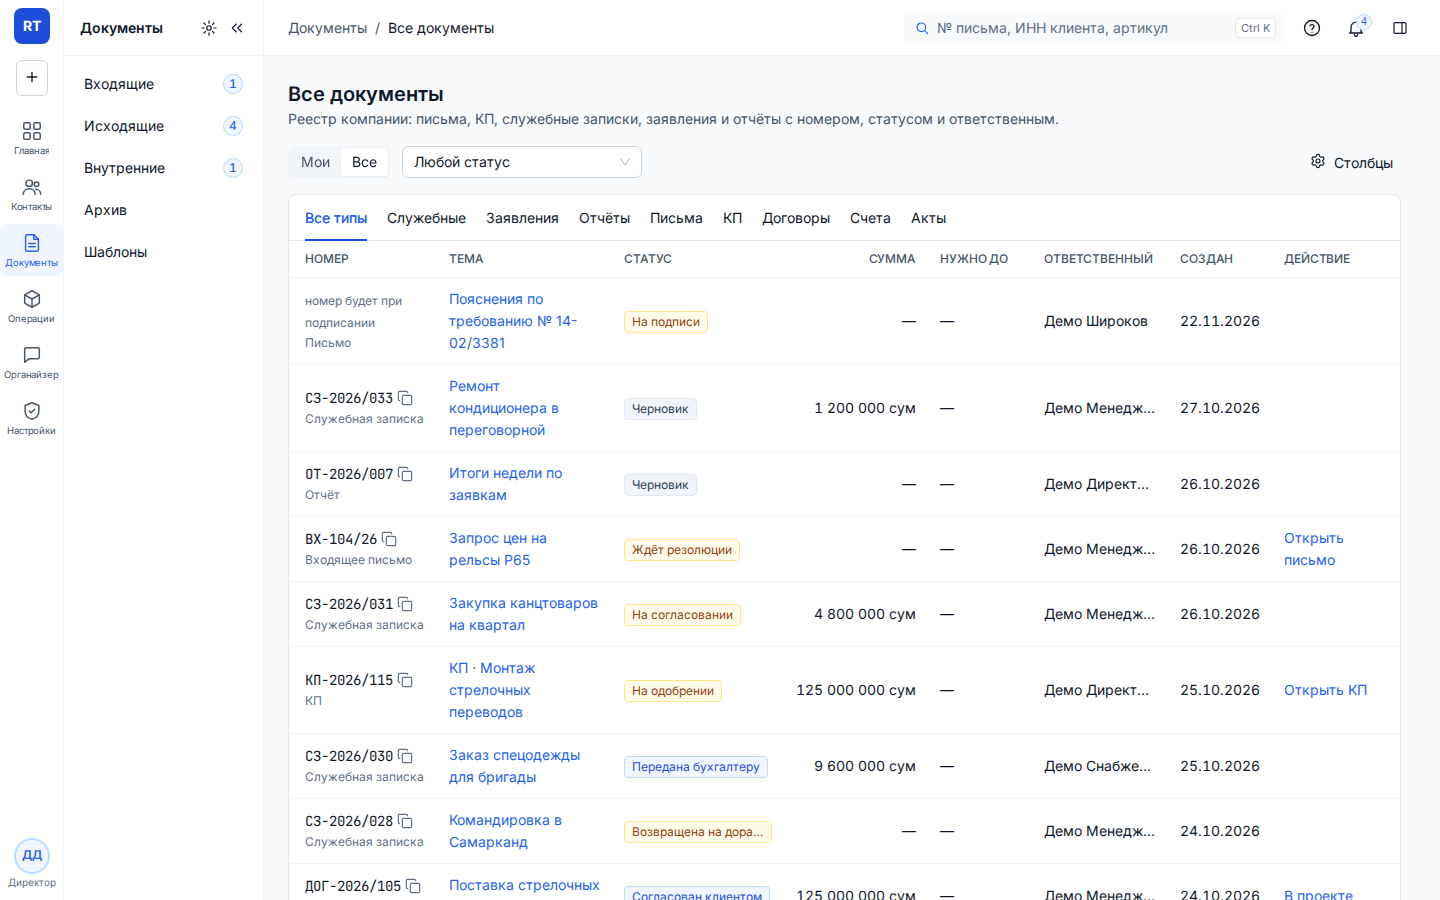 RT
Документы
Документы / Все документы
№ письма, ИНН клиента, артикул
Ctrl K
4
Главная
Контакты
Документы
Операции
Органайзер
Настройки
ДД
Директор
Входящие 1
Исходящие 4
Внутренние 1
Архив
Шаблоны
Все документы
Реестр компании: письма, КП, служебные записки, заявления и отчёты с номером, статусом и ответственным.
Мои Все Любой статус Столбцы
Все типы Служебные Заявления Отчёты Письма КП Договоры Счета Акты
НОМЕР ТЕМА СТАТУС СУММА НУЖНО ДО ОТВЕТСТВЕННЫЙ СОЗДАН ДЕЙСТВИЕ
номер будет при подписании
Письмо
Пояснения по
требованию № 14-
02/3381
На подписи — — Демо Широков 22.11.2026
СЗ-2026/033
Служебная записка
Ремонт
кондиционера в
переговорной
Черновик 1 200 000 сум — Демо Менедж... 27.10.2026
ОТ-2026/007
Отчёт
Итоги недели по
заявкам
Черновик — — Демо Директ... 26.10.2026
ВХ-104/26
Входящее письмо
Запрос цен на
рельсы Р65
Ждёт резолюции — — Демо Менедж... 26.10.2026
Открыть
письмо
СЗ-2026/031
Служебная записка
Закупка канцтоваров
на квартал
На согласовании 4 800 000 сум — Демо Менедж... 26.10.2026
КП-2026/115
КП
КП · Монтаж
стрелочных
переводов
На одобрении 125 000 000 сум — Демо Директ... 25.10.2026 Открыть КП
СЗ-2026/030
Служебная записка
Заказ спецодежды
для бригады
Передана бухгалтеру 9 600 000 сум — Демо Снабже... 25.10.2026
СЗ-2026/028
Служебная записка
Командировка в
Самарканд
Возвращена на дора... — — Демо Менедж... 24.10.2026
ДОГ-2026/105
Поставка стрелочных
Согласован клиентом 125 000 000 сум — Демо Менедж... 24.10.2026 В проекте